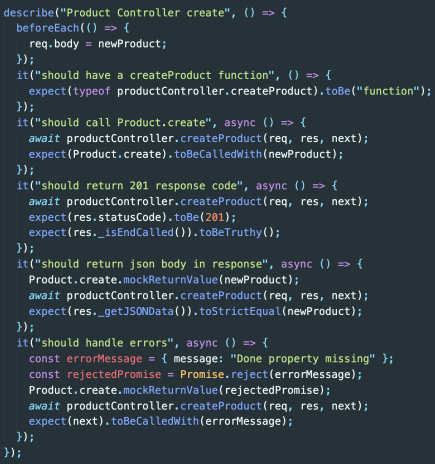 describe("Product Controller create", () => {
  beforeEach(() => {
    req.body = newProduct;
  });
  it("should have a createProduct function", () => {
    expect(typeof productController.createProduct).toBe("function");
  });
  it("should call Product.create", async () => {
    await productController.createProduct(req, res, next);
    expect(Product.create).toBeCalledWith(newProduct);
  });
  it("should return 201 response code", async () => {
    await productController.createProduct(req, res, next);
    expect(res.statusCode).toBe(201);
    expect(res._isEndCalled()).toBeTruthy();
  });
  it("should return json body in response", async () => {
    Product.create.mockReturnValue(newProduct);
    await productController.createProduct(req, res, next);
    expect(res._getJSONData()).toStrictEqual(newProduct);
  });
  it("should handle errors", async () => {
    const errorMessage = { message: "Done property missing" };
    const rejectedPromise = Promise.reject(errorMessage);
    Product.create.mockReturnValue(rejectedPromise);
    await productController.createProduct(req, res, next);
    expect(next).toBeCalledWith(errorMessage);
  });
});